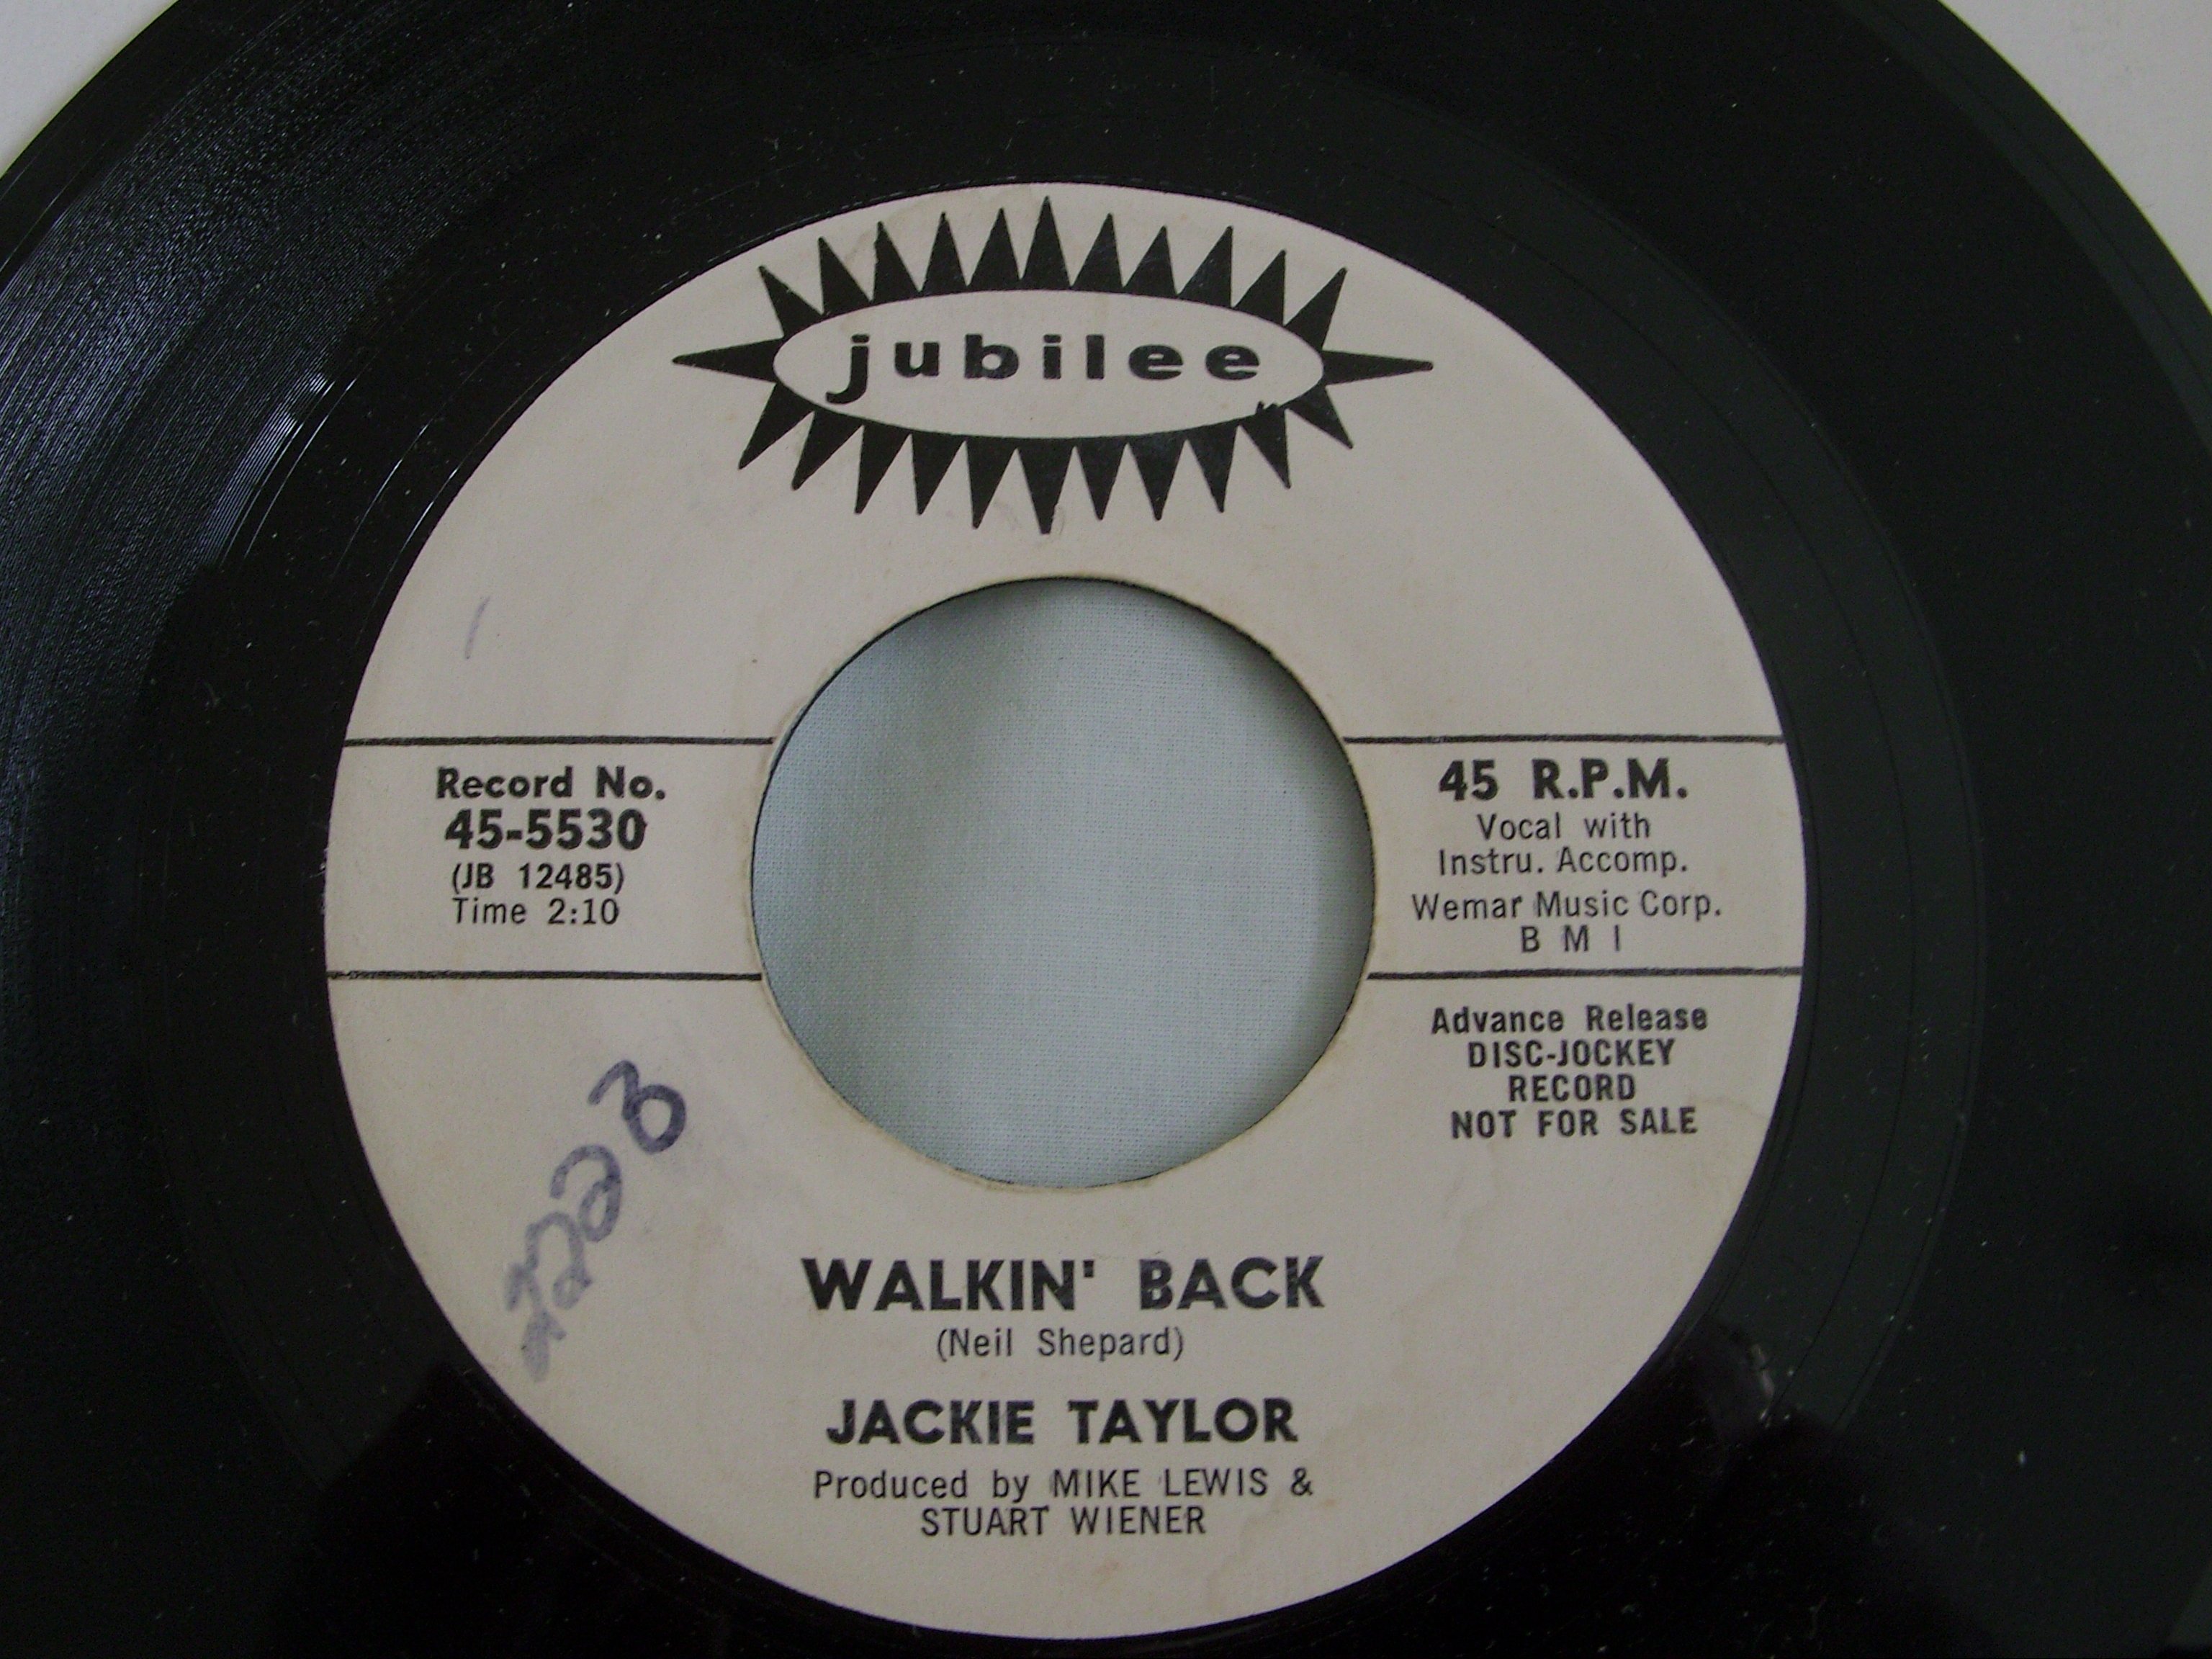 jubilee
Record No.
45-5530
(JB 12485)
Time 2:10
45 R.P.M.
Vocal with
Instru. Accomp.
Wemar Music Corp.
B M I
Advance Release
DISC-JOCKEY
RECORD
NOT FOR SALE
WALKIN' BACK
(Neil Shepard)
JACKIE TAYLOR
Produced by MIKE LEWIS &
STUART WIENER